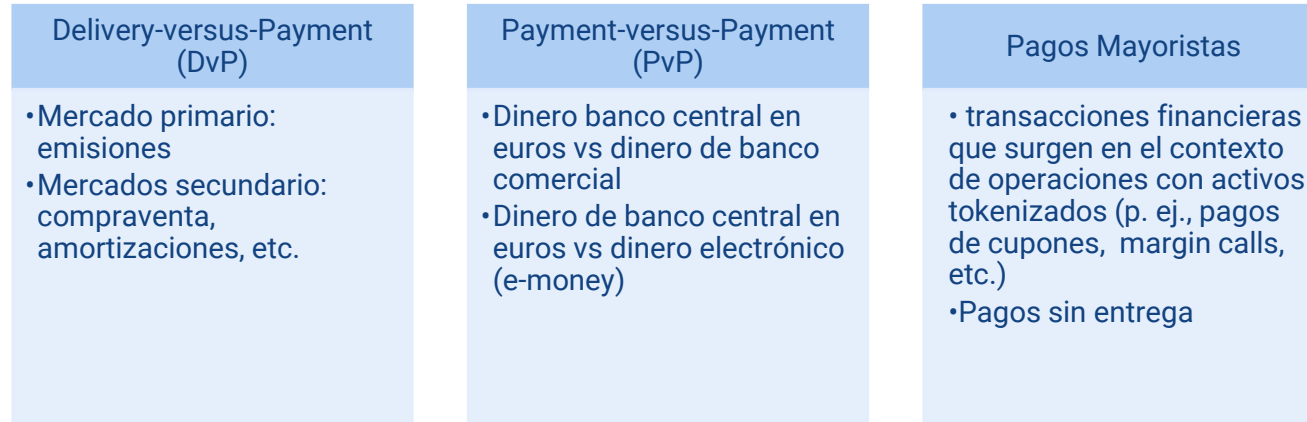 Delivery-versus-Payment
(DvP)
•Mercado primario:
emisiones
•Mercados secundario:
compraventa,
amortizaciones, etc.
Payment-versus-Payment
(PvP)
•Dinero banco central en
euros vs dinero de banco
comercial
•Dinero de banco central en
euros vs dinero electrónico
(e-money)
Pagos Mayoristas
• transacciones financieras
que surgen en el contexto
de operaciones con activos
tokenizados (p. ej., pagos
de cupones, margin calls,
etc.)
•Pagos sin entrega